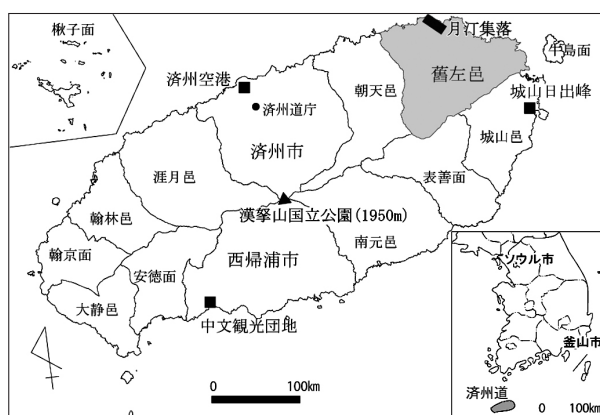 楸子面
月汀集落
牛島面
舊左邑
済州空港
朝天邑
城山日出峰
済州道庁
済州市
城山邑
涯月邑
表善面
翰林邑
漢拏山国立公園(1950m)
南元邑
翰京面
西帰浦市
安徳面
大静邑
中文観光団地
0 100km
ソウル市
釜山市
済州道
0 100km